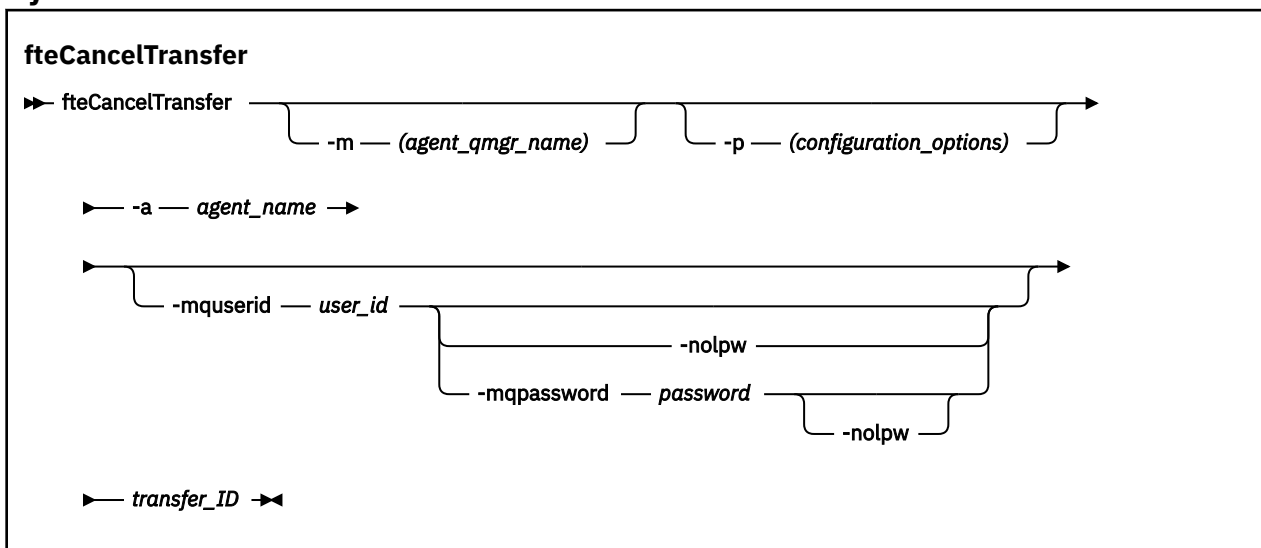 fteCancelTransfer
fteCancelTransfer
-m (agent_qmgr_name) -p (configuration_options)
-a agent_name
-mquserid user_id
-nolpw
-mqpassword password
-nolpw
transfer_ID